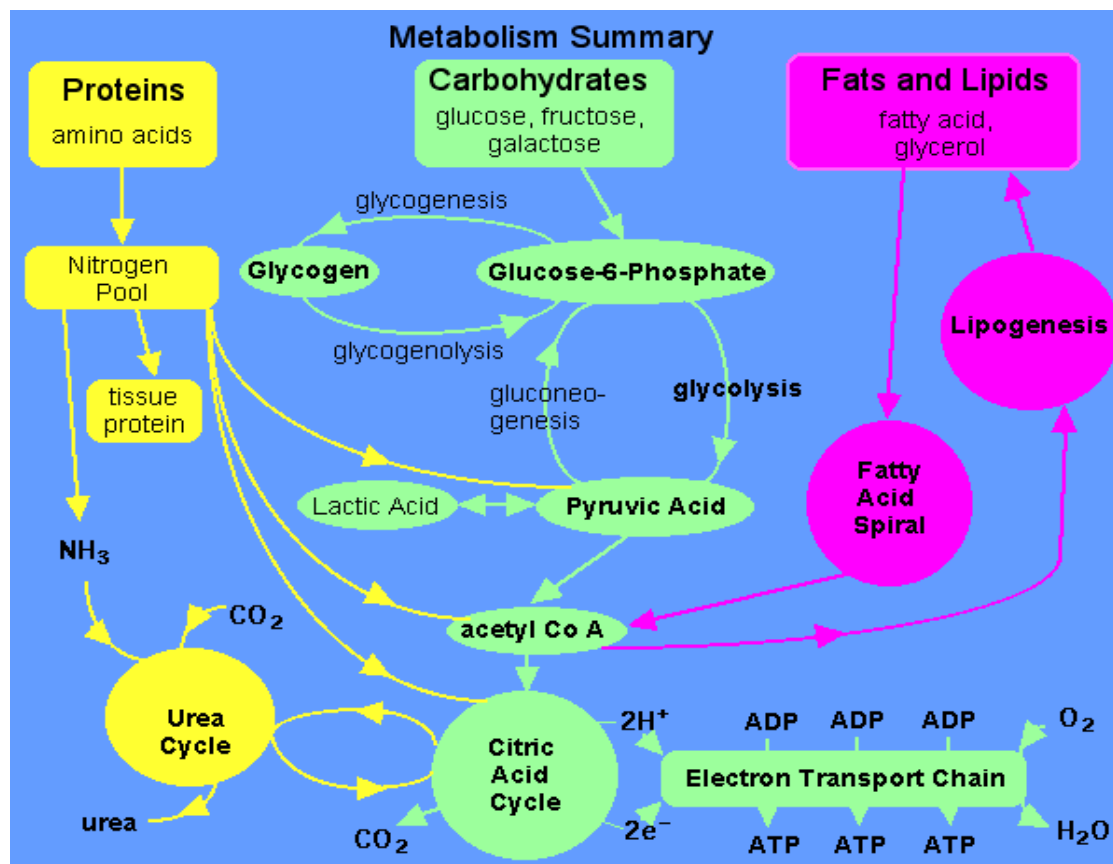 Metabolism Summary
Proteins
amino acids
Carbohydrates
glucose, fructose,
galactose
Fats and Lipids
fatty acid,
glycerol
glycogenesis
Nitrogen
Pool
Glycogen
Glucose-6-Phosphate
Lipogenesis
glycogenolysis
tissue
protein
gluconeo-
genesis
glycolysis
Fatty
Acid
Spiral
Lactic Acid
Pyruvic Acid
NH₃
CO₂
acetyl Co A
Urea
Cycle
Citric
Acid
Cycle
2H⁺
ADP ADP ADP
O₂
Electron Transport Chain
urea
CO₂
2e⁻
ATP ATP ATP
H₂O